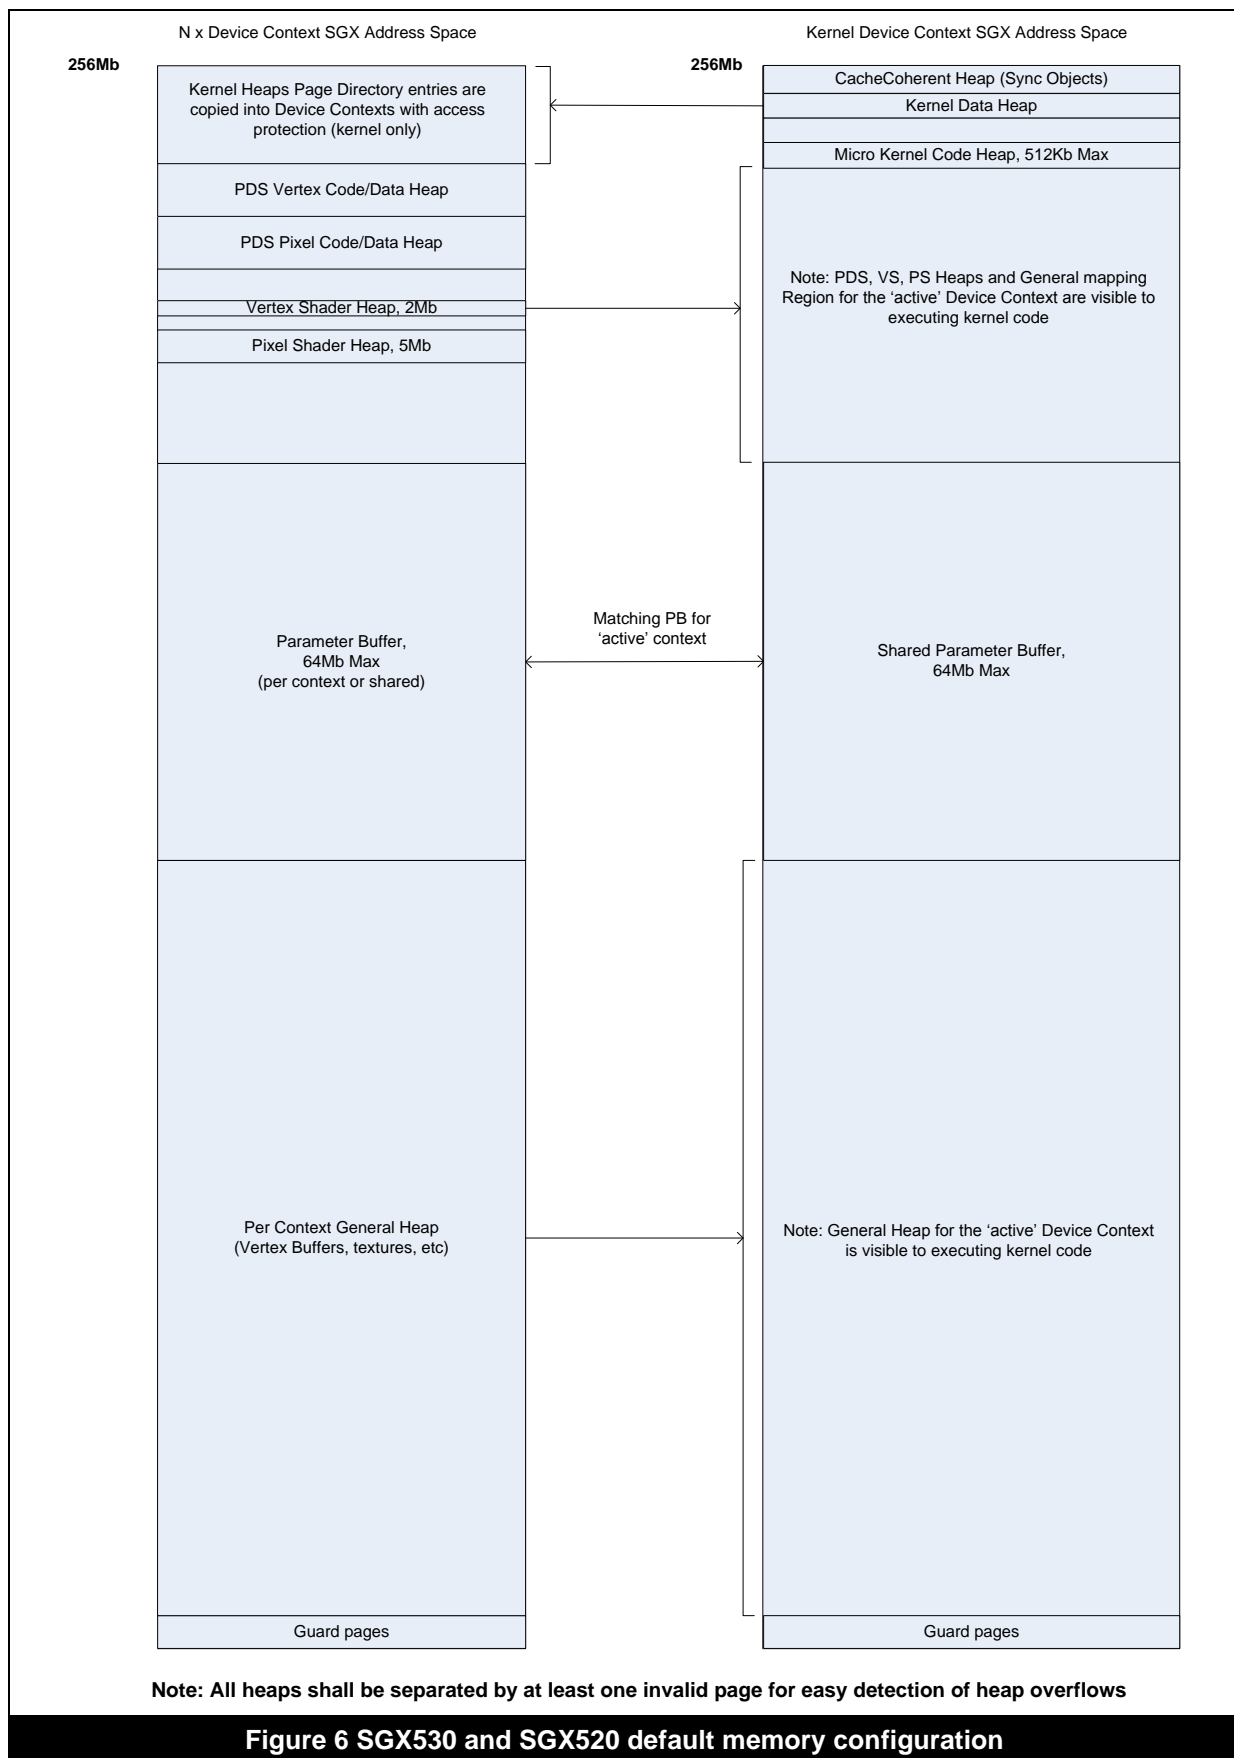 N x Device Context SGX Address Space
Kernel Device Context SGX Address Space
256Mb
Kernel Heaps Page Directory entries are
copied into Device Contexts with access
protection (kernel only)
PDS Vertex Code/Data Heap
PDS Pixel Code/Data Heap
Vertex Shader Heap, 2Mb
Pixel Shader Heap, 5Mb
Parameter Buffer,
64Mb Max
(per context or shared)
Per Context General Heap
(Vertex Buffers, textures, etc)
Guard pages
Matching PB for
‘active’ context
256Mb
CacheCoherent Heap (Sync Objects)
Kernel Data Heap
Micro Kernel Code Heap, 512Kb Max
Note: PDS, VS, PS Heaps and General mapping
Region for the ‘active’ Device Context are visible to
executing kernel code
Shared Parameter Buffer,
64Mb Max
Note: General Heap for the ‘active’ Device Context
is visible to executing kernel code
Guard pages
Note: All heaps shall be separated by at least one invalid page for easy detection of heap overflows
Figure 6 SGX530 and SGX520 default memory configuration